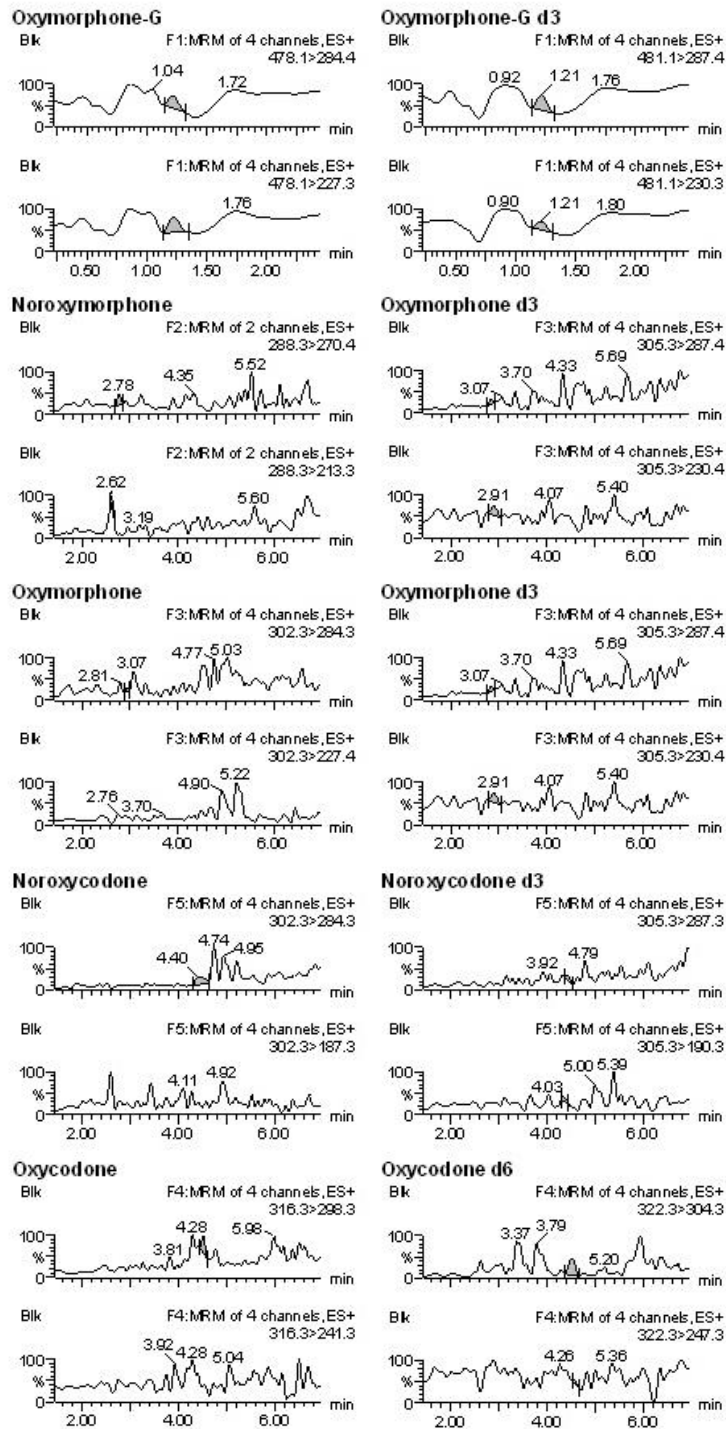 Oxymorphone-G
Blk F1:MRM of 4 channels,ES+
478.1>284.4
1.04 1.72
100
%
0
min
Blk F1:MRM of 4 channels,ES+
478.1>227.3
1.76
100
%
0
min
0.50 1.00 1.50 2.00
Oxymorphone-G d3
Blk F1:MRM of 4 channels,ES+
481.1>287.4
0.92 1.21 1.76
100
%
0
min
Blk F1:MRM of 4 channels,ES+
481.1>230.3
0.90 1.21 1.80
100
%
0
min
0.50 1.00 1.50 2.00
Noroxymorphone
Blk F2:MRM of 2 channels,ES+
288.3>270.4
2.78 4.35 5.52
100
%
0
min
Blk F2:MRM of 2 channels,ES+
288.3>213.3
2.62 3.19 5.60
100
%
0
min
2.00 4.00 6.00
Oxymorphone d3
Blk F3:MRM of 4 channels,ES+
305.3>287.4
3.07 3.70 4.33 5.69
100
%
0
min
Blk F3:MRM of 4 channels,ES+
305.3>230.4
2.91 4.07 5.40
100
%
0
min
2.00 4.00 6.00
Oxymorphone
Blk F3:MRM of 4 channels,ES+
302.3>284.3
2.81 3.07 4.77 5.03
100
%
0
min
Blk F3:MRM of 4 channels,ES+
302.3>227.4
2.76 3.70 4.90 5.22
100
%
0
min
2.00 4.00 6.00
Oxymorphone d3
Blk F3:MRM of 4 channels,ES+
305.3>287.4
3.07 3.70 4.33 5.69
100
%
0
min
Blk F3:MRM of 4 channels,ES+
305.3>230.4
2.91 4.07 5.40
100
%
0
min
2.00 4.00 6.00
Noroxycodone
Blk F5:MRM of 4 channels,ES+
302.3>284.3
4.40 4.74 4.95
100
%
0
min
Blk F5:MRM of 4 channels,ES+
302.3>187.3
4.11 4.92
100
%
0
min
2.00 4.00 6.00
Noroxycodone d3
Blk F5:MRM of 4 channels,ES+
305.3>287.3
3.92 4.79
100
%
0
min
Blk F5:MRM of 4 channels,ES+
305.3>190.3
4.03 5.00 5.39
100
%
0
min
2.00 4.00 6.00
Oxycodone
Blk F4:MRM of 4 channels,ES+
316.3>298.3
3.81 4.28 5.98
100
%
0
min
Blk F4:MRM of 4 channels,ES+
316.3>241.3
3.92 4.28 5.04
100
%
0
min
2.00 4.00 6.00
Oxycodone d6
Blk F4:MRM of 4 channels,ES+
322.3>304.3
3.37 3.79 5.20
100
%
0
min
Blk F4:MRM of 4 channels,ES+
322.3>247.3
4.26 5.36
100
%
0
min
2.00 4.00 6.00